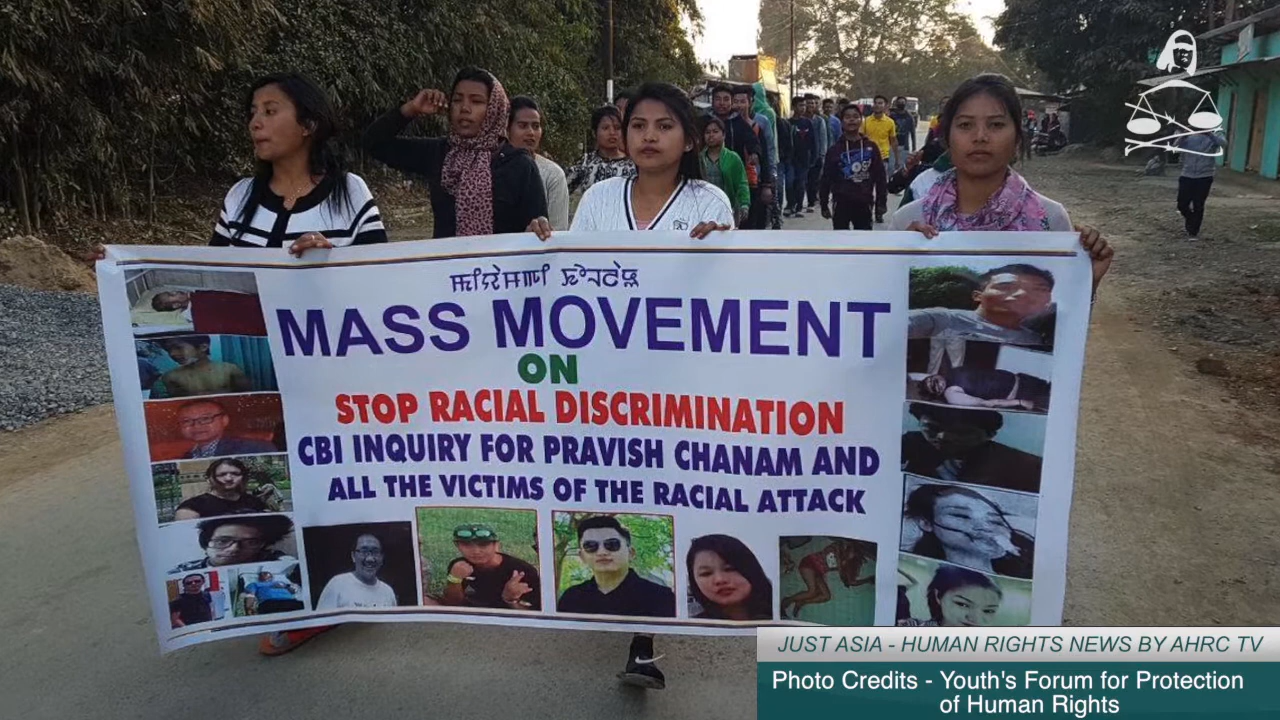 MASS MOVEMENT
ON
STOP RACIAL DISCRIMINATION
CBI INQUIRY FOR PRAVISH CHANAM AND
ALL THE VICTIMS OF THE RACIAL ATTACK
JUST ASIA - HUMAN RIGHTS NEWS BY AHRC TV
Photo Credits - Youth's Forum for Protection
of Human Rights